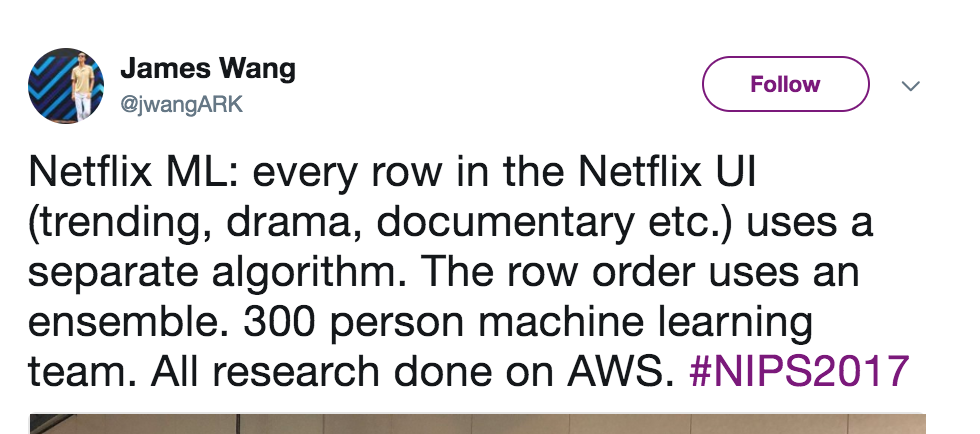 James Wang
@jwangARK
Follow
Netflix ML: every row in the Netflix UI
(trending, drama, documentary etc.) uses a
separate algorithm. The row order uses an
ensemble. 300 person machine learning
team. All research done on AWS. #NIPS2017